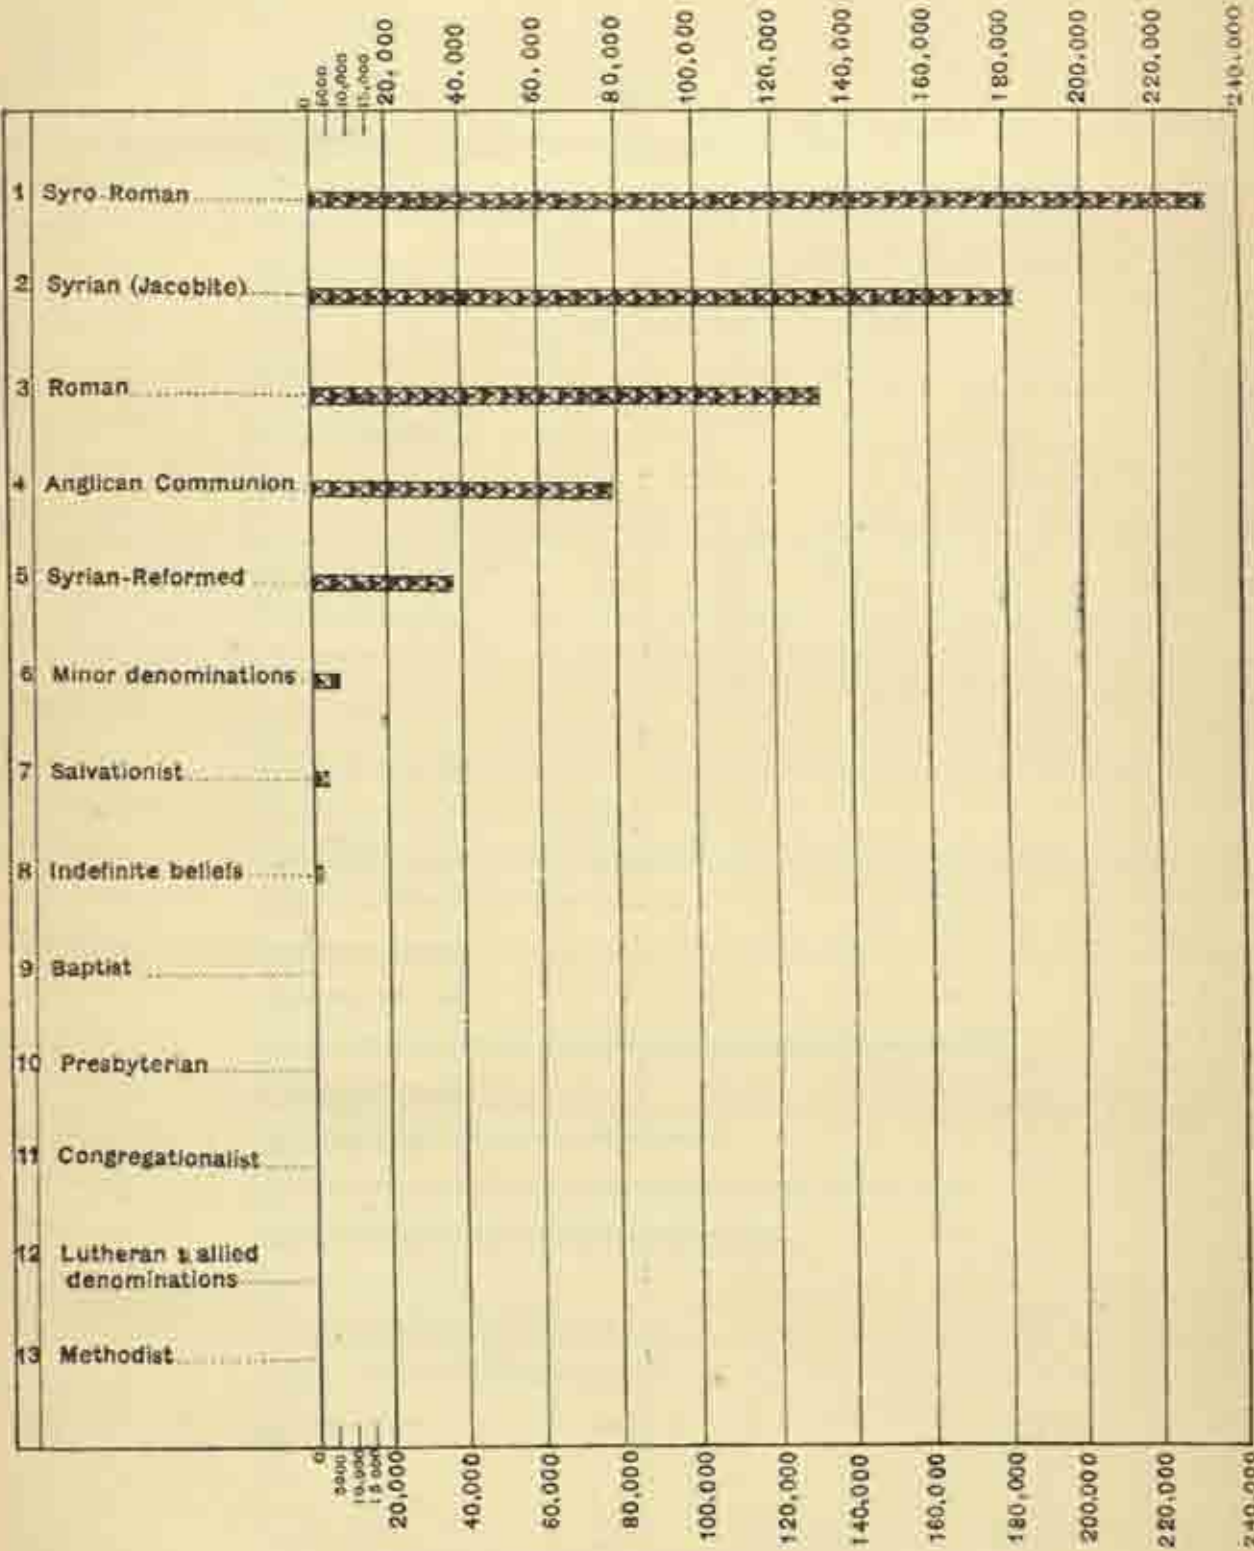 0
5000
10,000
15,000
20,000
40.000
60.000
80,000
100,000
120,000
140,000
160,000
180,000
200,000
220,000
240,000
1 Syro-Roman
2 Syrian (Jacobite)
3 Roman
4 Anglican Communion
5 Syrian-Reformed
6 Minor denominations
7 Salvationist
8 Indefinite beliefs
9 Baptist
10 Presbyterian
11 Congregationalist
12 Lutheran & allied
denominations
13 Methodist
0
5000
10.000
15 000
20,000
40,000
60,000
80,000
100.000
120,000
140.000
160,000
180,000
200.000
220,000
240,000